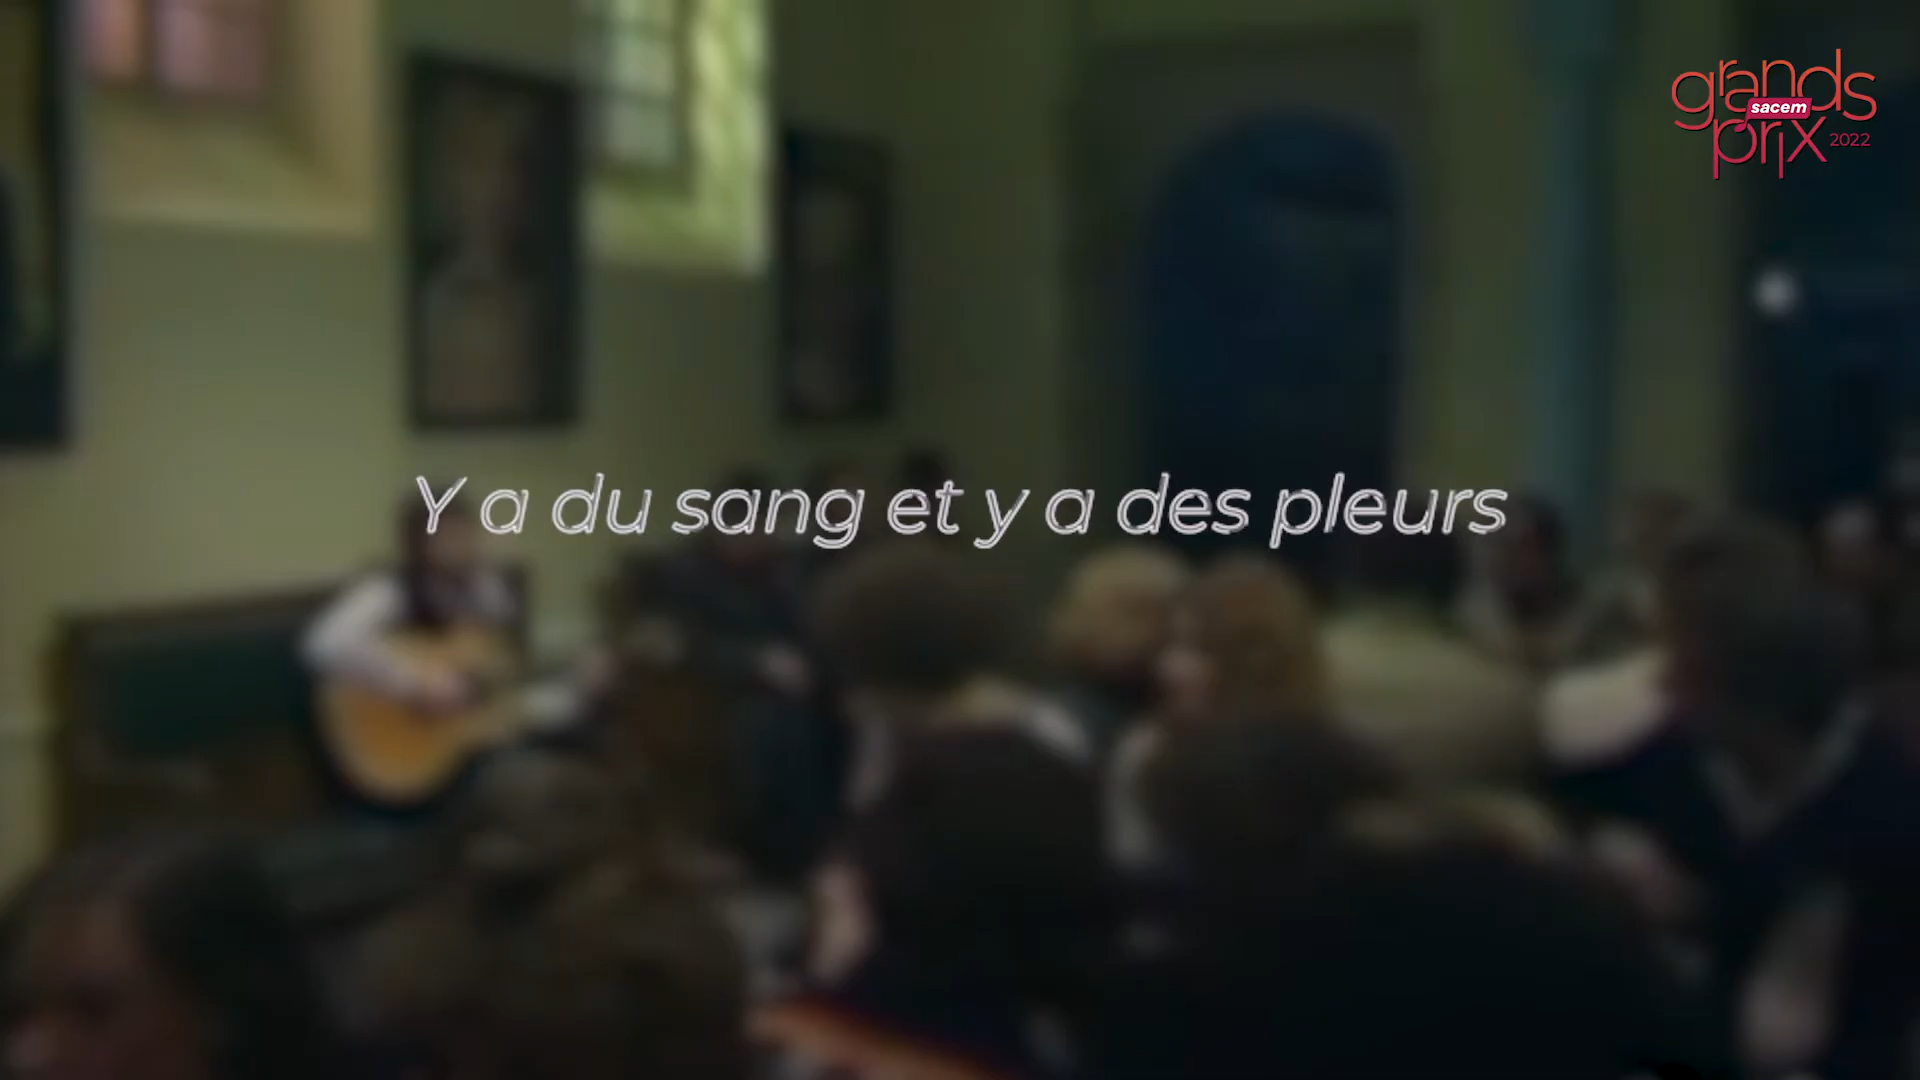 grands
sacem
prix 2022
Y a du sang et y a des pleurs